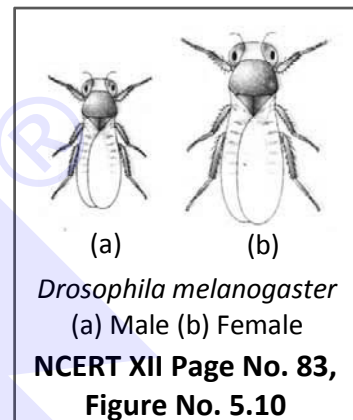 ®
(a) (b)
Drosophila melanogaster
(a) Male (b) Female
NCERT XII Page No. 83,
Figure No. 5.10